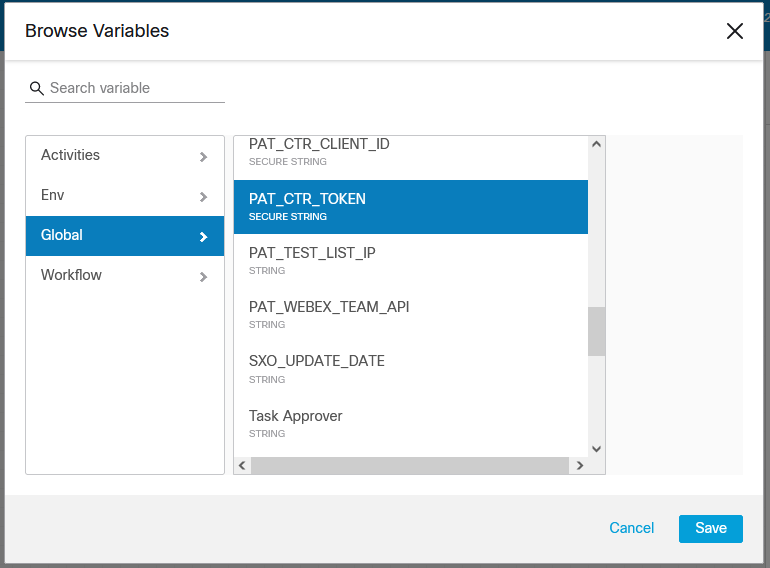 Browse Variables
Search variable
Activities
Env
Global
Workflow
PAT_CTR_CLIENT_ID
SECURE STRING
PAT_CTR_TOKEN
SECURE STRING
PAT_TEST_LIST_IP
STRING
PAT_WEBEX_TEAM_API
STRING
SXO_UPDATE_DATE
STRING
Task Approver
STRING
Cancel
Save